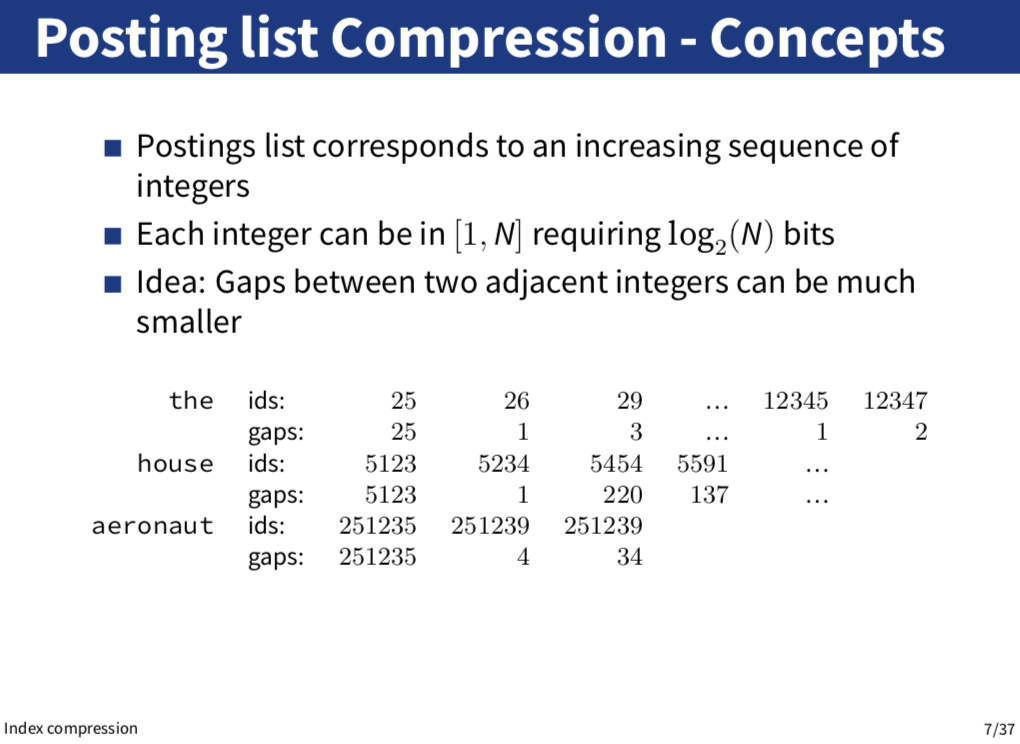 Posting list Compression - Concepts
Postings list corresponds to an increasing sequence of
integers
Each integer can be in [1, N] requiring log₂(N) bits
Idea: Gaps between two adjacent integers can be much
smaller
the ids: 25 26 29 ... 12345 12347
gaps: 25 1 3 ... 1 2
house ids: 5123 5234 5454 5591 ...
gaps: 5123 1 220 137 ...
aeronaut ids: 251235 251239 251239
gaps: 251235 4 34
Index compression 7/37